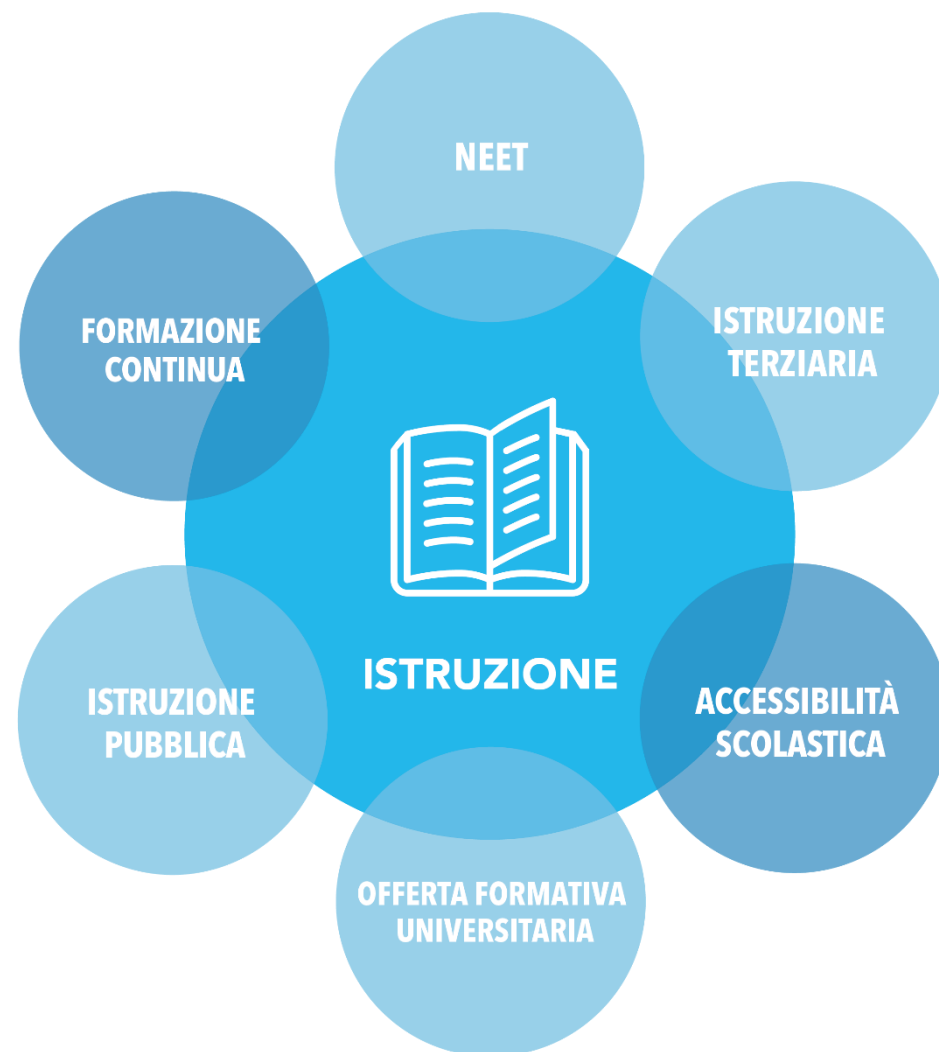 NEET
FORMAZIONE
CONTINUA
ISTRUZIONE
TERZIARIA
ISTRUZIONE
ISTRUZIONE
PUBBLICA
ACCESSIBILITÀ
SCOLASTICA
OFFERTA FORMATIVA
UNIVERSITARIA